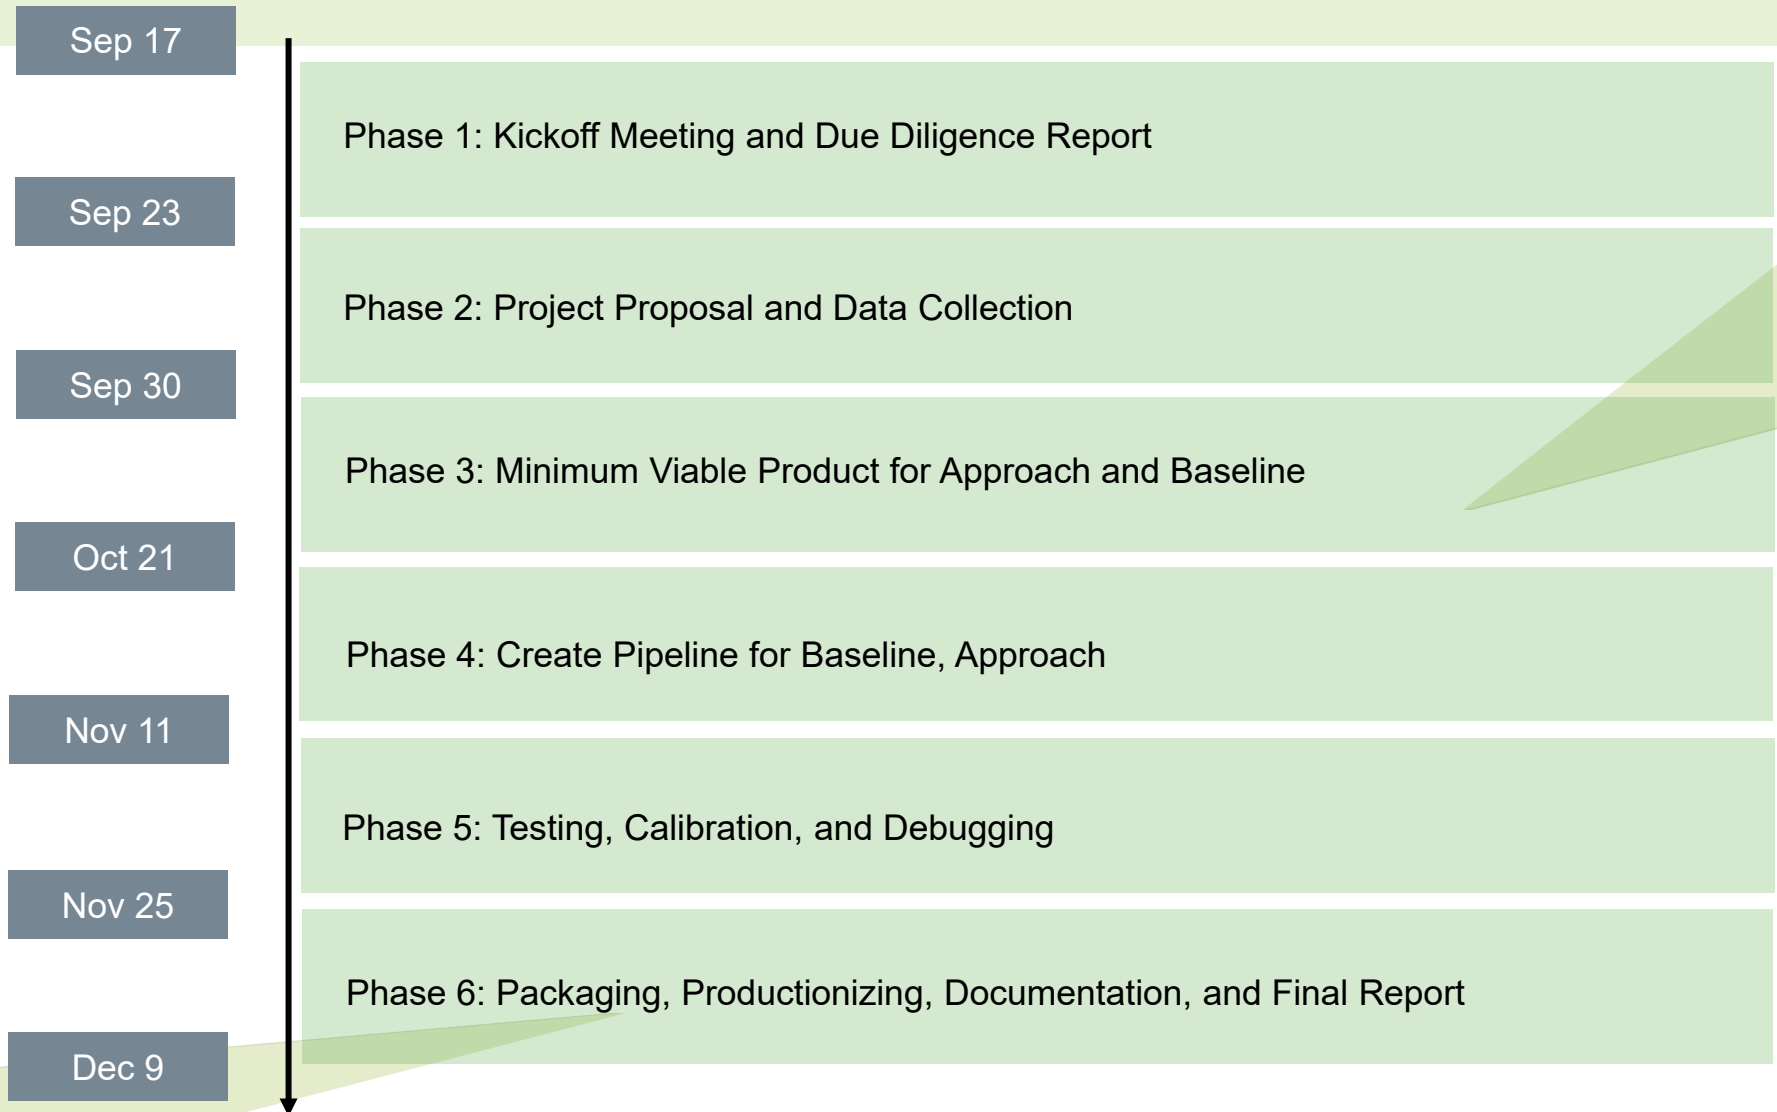 Sep 17
Phase 1: Kickoff Meeting and Due Diligence Report
Sep 23
Phase 2: Project Proposal and Data Collection
Sep 30
Phase 3: Minimum Viable Product for Approach and Baseline
Oct 21
Phase 4: Create Pipeline for Baseline, Approach
Nov 11
Phase 5: Testing, Calibration, and Debugging
Nov 25
Phase 6: Packaging, Productionizing, Documentation, and Final Report
Dec 9